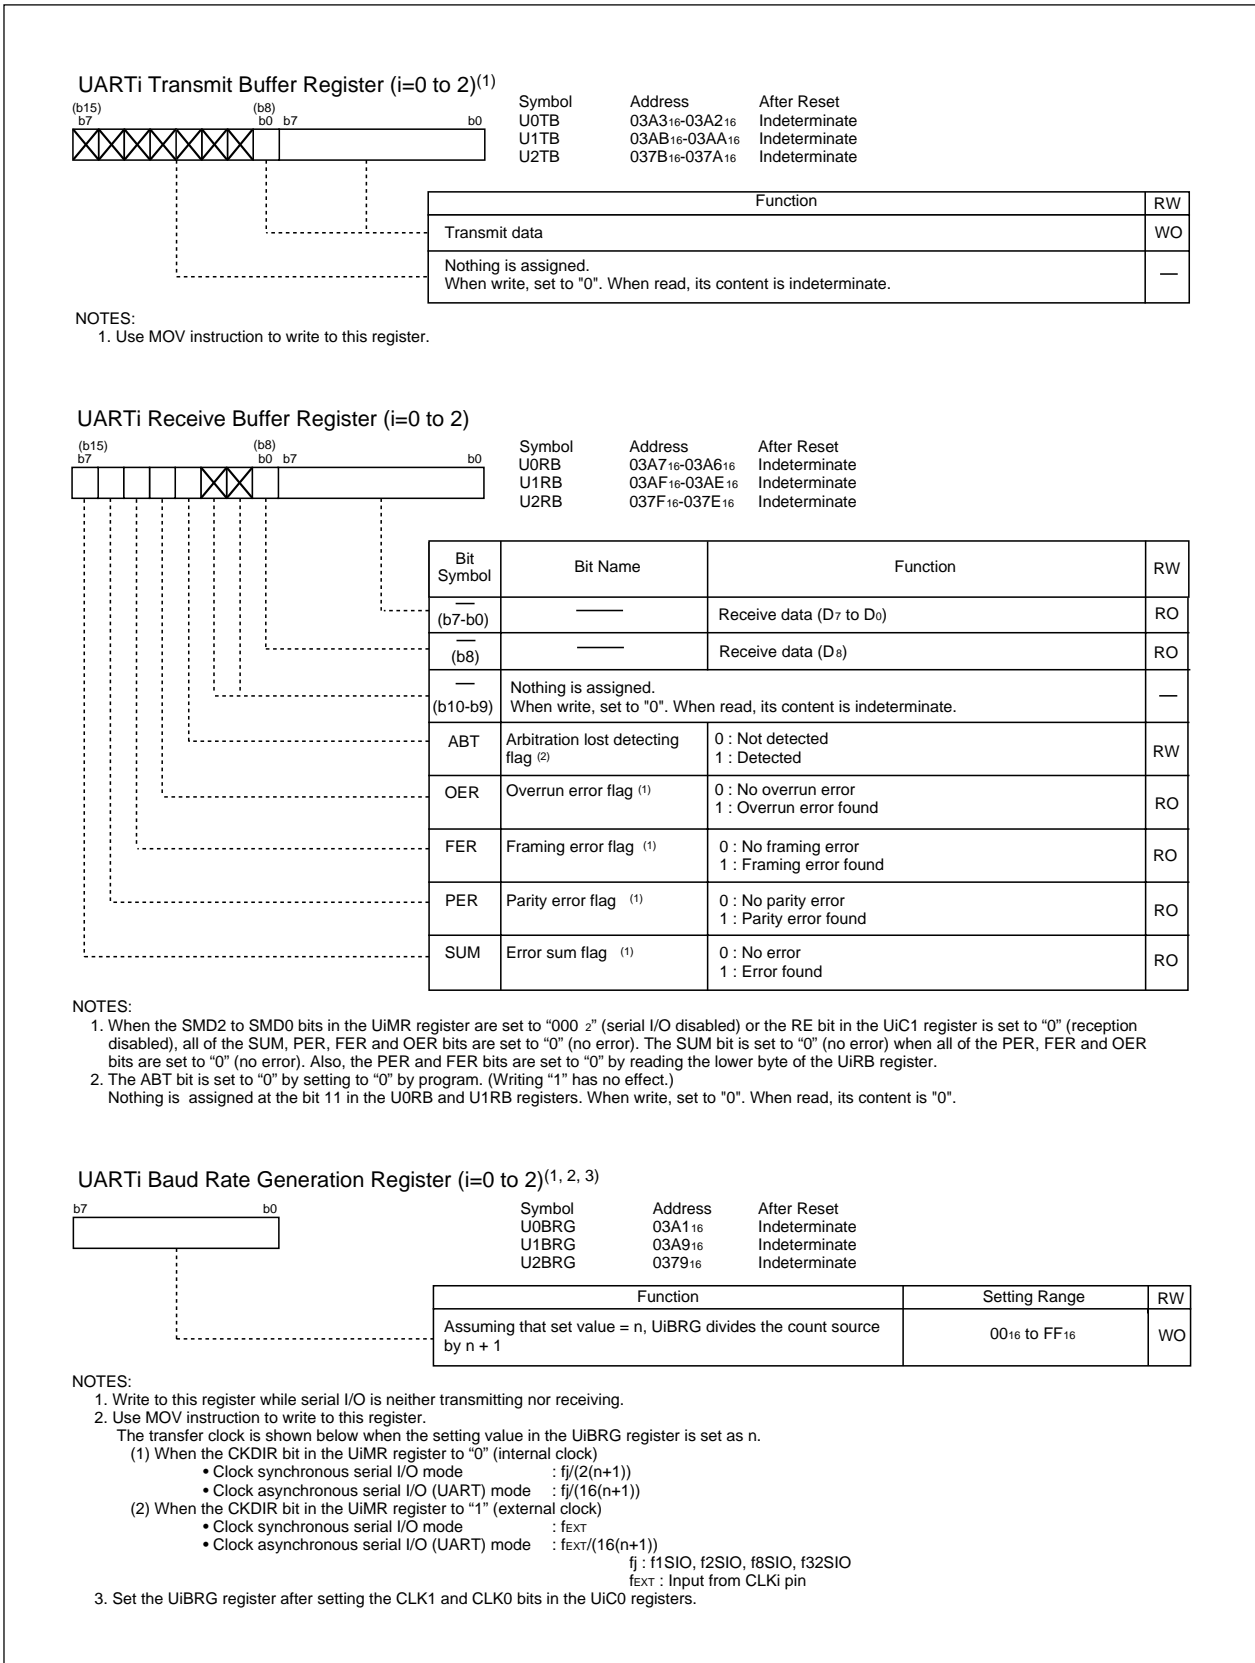 UARTi Transmit Buffer Register (i=0 to 2)(1)
(b15) (b8)
b7 b0 b7 b0
Symbol Address After Reset
U0TB 03A316-03A216 Indeterminate
U1TB 03AB16-03AA16 Indeterminate
U2TB 037B16-037A16 Indeterminate
Function RW
Transmit data WO
Nothing is assigned.
When write, set to "0". When read, its content is indeterminate. —
NOTES:
1. Use MOV instruction to write to this register.
UARTi Receive Buffer Register (i=0 to 2)
(b15) (b8)
b7 b0 b7 b0
Symbol Address After Reset
U0RB 03A716-03A616 Indeterminate
U1RB 03AF16-03AE16 Indeterminate
U2RB 037F16-037E16 Indeterminate
Bit Symbol Bit Name Function RW
— (b7-b0) — Receive data (D7 to D0) RO
— (b8) — Receive data (D8) RO
— (b10-b9) Nothing is assigned.
When write, set to "0". When read, its content is indeterminate. —
ABT Arbitration lost detecting flag (2) 0 : Not detected
1 : Detected RW
OER Overrun error flag (1) 0 : No overrun error
1 : Overrun error found RO
FER Framing error flag (1) 0 : No framing error
1 : Framing error found RO
PER Parity error flag (1) 0 : No parity error
1 : Parity error found RO
SUM Error sum flag (1) 0 : No error
1 : Error found RO
NOTES:
1. When the SMD2 to SMD0 bits in the UiMR register are set to “000 2” (serial I/O disabled) or the RE bit in the UiC1 register is set to “0” (reception
disabled), all of the SUM, PER, FER and OER bits are set to “0” (no error). The SUM bit is set to “0” (no error) when all of the PER, FER and OER
bits are set to “0” (no error). Also, the PER and FER bits are set to “0” by reading the lower byte of the UiRB register.
2. The ABT bit is set to “0” by setting to “0” by program. (Writing “1” has no effect.)
Nothing is assigned at the bit 11 in the U0RB and U1RB registers. When write, set to "0". When read, its content is "0".
UARTi Baud Rate Generation Register (i=0 to 2)(1, 2, 3)
b7 b0
Symbol Address After Reset
U0BRG 03A116 Indeterminate
U1BRG 03A916 Indeterminate
U2BRG 037916 Indeterminate
Function Setting Range RW
Assuming that set value = n, UiBRG divides the count source
by n + 1 0016 to FF16 WO
NOTES:
1. Write to this register while serial I/O is neither transmitting nor receiving.
2. Use MOV instruction to write to this register.
The transfer clock is shown below when the setting value in the UiBRG register is set as n.
(1) When the CKDIR bit in the UiMR register to “0” (internal clock)
• Clock synchronous serial I/O mode : fj/(2(n+1))
• Clock asynchronous serial I/O (UART) mode : fj/(16(n+1))
(2) When the CKDIR bit in the UiMR register to “1” (external clock)
• Clock synchronous serial I/O mode : fEXT
• Clock asynchronous serial I/O (UART) mode : fEXT/(16(n+1))
fj : f1SIO, f2SIO, f8SIO, f32SIO
fEXT : Input from CLKi pin
3. Set the UiBRG register after setting the CLK1 and CLK0 bits in the UiC0 registers.